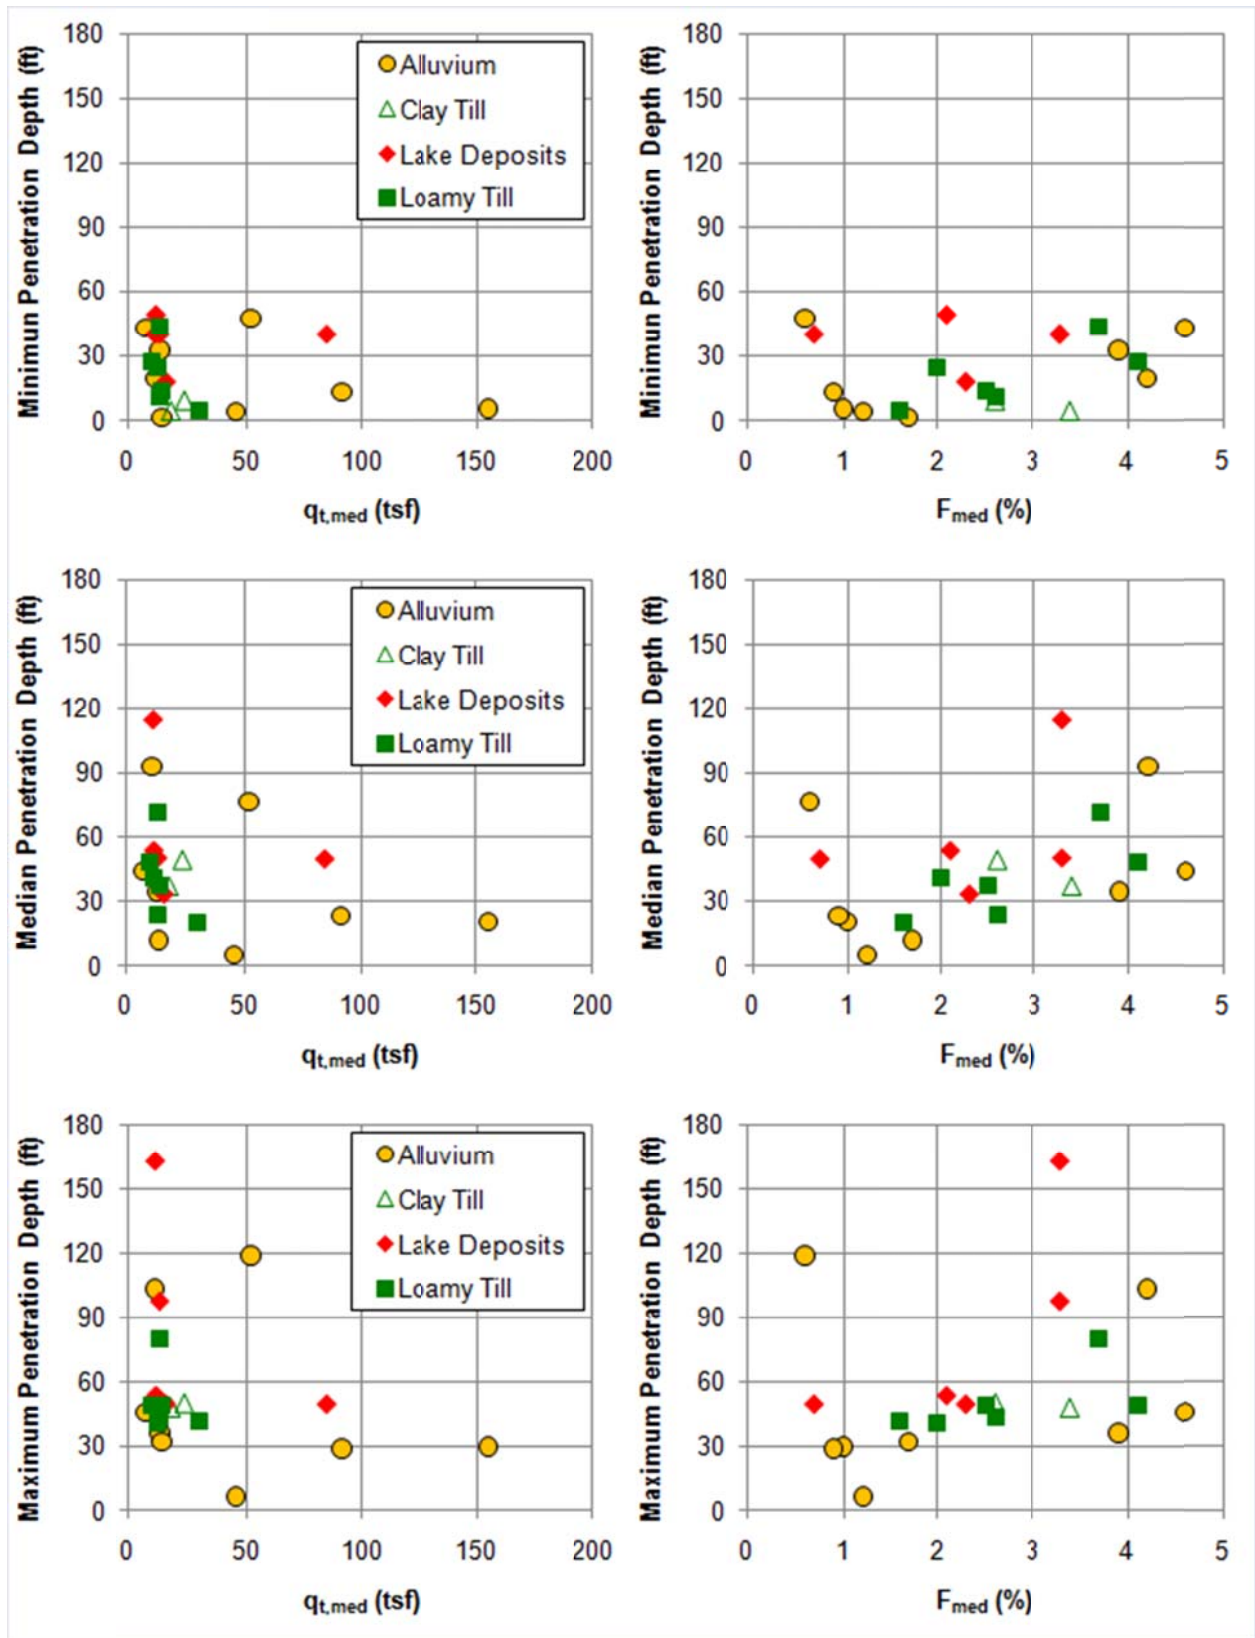 Minimun Penetration Depth (ft)
180
150
120
90
60
30
0
Alluvium
Clay Till
Lake Deposits
Loamy Till
0 50 100 150 200
qt,med (tsf)
Minimun Penetration Depth (ft)
180
150
120
90
60
30
0
0 1 2 3 4 5
Fmed (%)
Median Penetration Depth (ft)
180
150
120
90
60
30
0
Alluvium
Clay Till
Lake Deposits
Loamy Till
0 50 100 150 200
qt,med (tsf)
Median Penetration Depth (ft)
180
150
120
90
60
30
0
0 1 2 3 4 5
Fmed (%)
Maximum Penetration Depth (ft)
180
150
120
90
60
30
0
Alluvium
Clay Till
Lake Deposits
Loamy Till
0 50 100 150 200
qt,med (tsf)
Maximum Penetration Depth (ft)
180
150
120
90
60
30
0
0 1 2 3 4 5
Fmed (%)